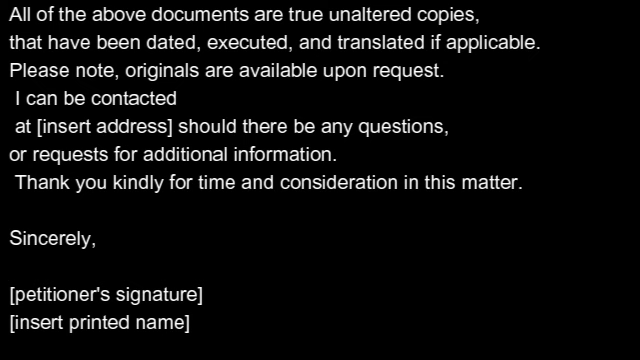 All of the above documents are true unaltered copies,
that have been dated, executed, and translated if applicable.
Please note, originals are available upon request.
I can be contacted
at [insert address] should there be any questions,
or requests for additional information.
Thank you kindly for time and consideration in this matter.
Sincerely,
[petitioner's signature]
[insert printed name]